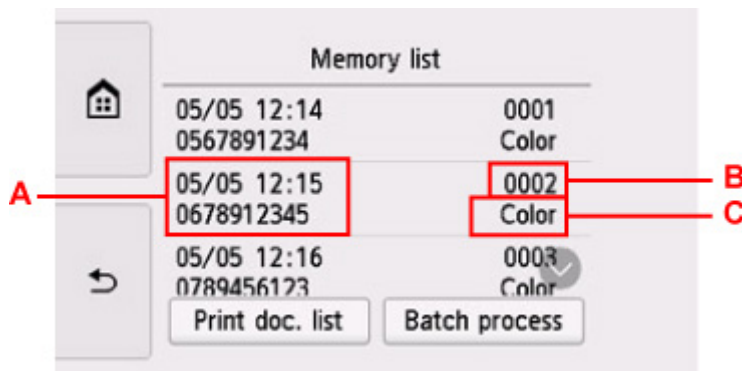 Memory list
05/05 12:14 0001
0567891234 Color
A 05/05 12:15 0002 B
0678912345 Color C
05/05 12:16 0003
0789456123 Color
Print doc. list Batch process